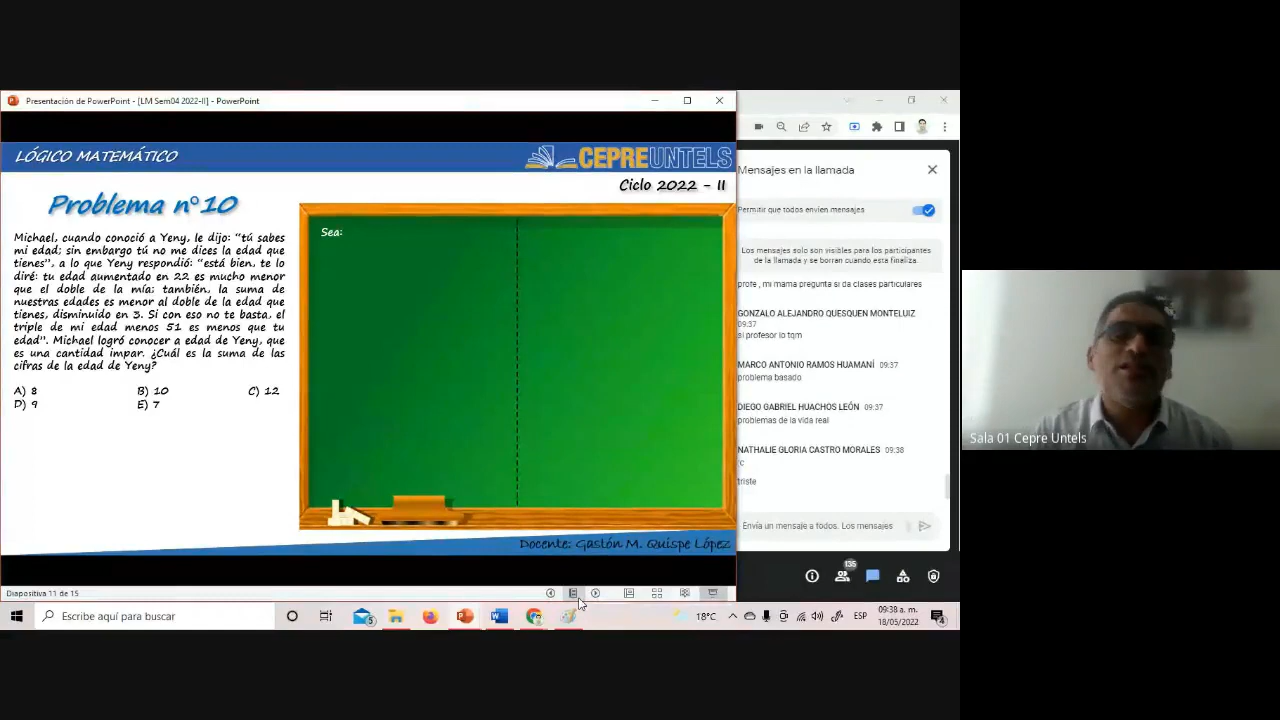 Presentación de PowerPoint - [LM Sem04 2022-II] - PowerPoint
LÓGICO MATEMÁTICO
CEPREUNTELS
Ciclo 2022 - II
Problema n°10
Michael, cuando conoció a Yeny, le dijo: “tú sabes
mi edad; sin embargo tú no me dices la edad que
tienes”, a lo que Yeny respondió: “está bien, te lo
diré: tu edad aumentado en 22 es mucho menor
que el doble de la mía; también, la suma de
nuestras edades es menor al doble de la edad que
tienes, disminuido en 3. Si con eso no te basta, el
triple de mi edad menos 51 es menos que tu
edad”. Michael logró conocer a edad de Yeny, que
es una cantidad impar. ¿Cuál es la suma de las
cifras de la edad de Yeny?
A) 8 B) 10 C) 12
D) 9 E) 7
Sea:
Docente: Gastón M. Quispe López
Diapositiva 11 de 15
Mensajes en la llamada
Permitir que todos envíen mensajes
Los mensajes solo son visibles para los participantes
de la llamada y se borran cuando esta finaliza.
profe , mi mama pregunta si da clases particulares
GONZALO ALEJANDRO QUESQUEN MONTELUIZ
09:37
si profesor lo tqm
MARCO ANTONIO RAMOS HUAMANÍ 09:37
problema basado
DIEGO GABRIEL HUACHOS LEÓN 09:37
problemas de la vida real
NATHALIE GLORIA CASTRO MORALES 09:38
:c
triste
Envía un mensaje a todos. Los mensajes
135
Sala 01 Cepre Untels
Escribe aquí para buscar
5
18°C
ESP
09:38 a. m.
18/05/2022
4